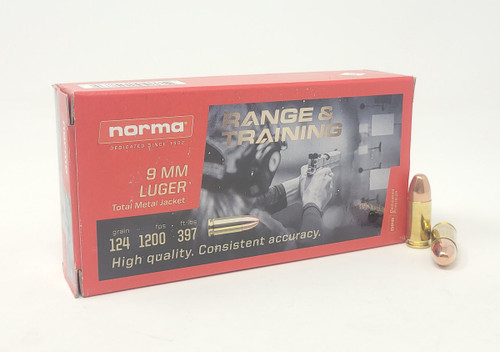 norma
DEDICATED SINCE 1902
RANGE &
TRAINING
9 MM
LUGER
Total Metal Jacket
grain fps ft-lbs
124 1200 397
High quality. Consistent accuracy.